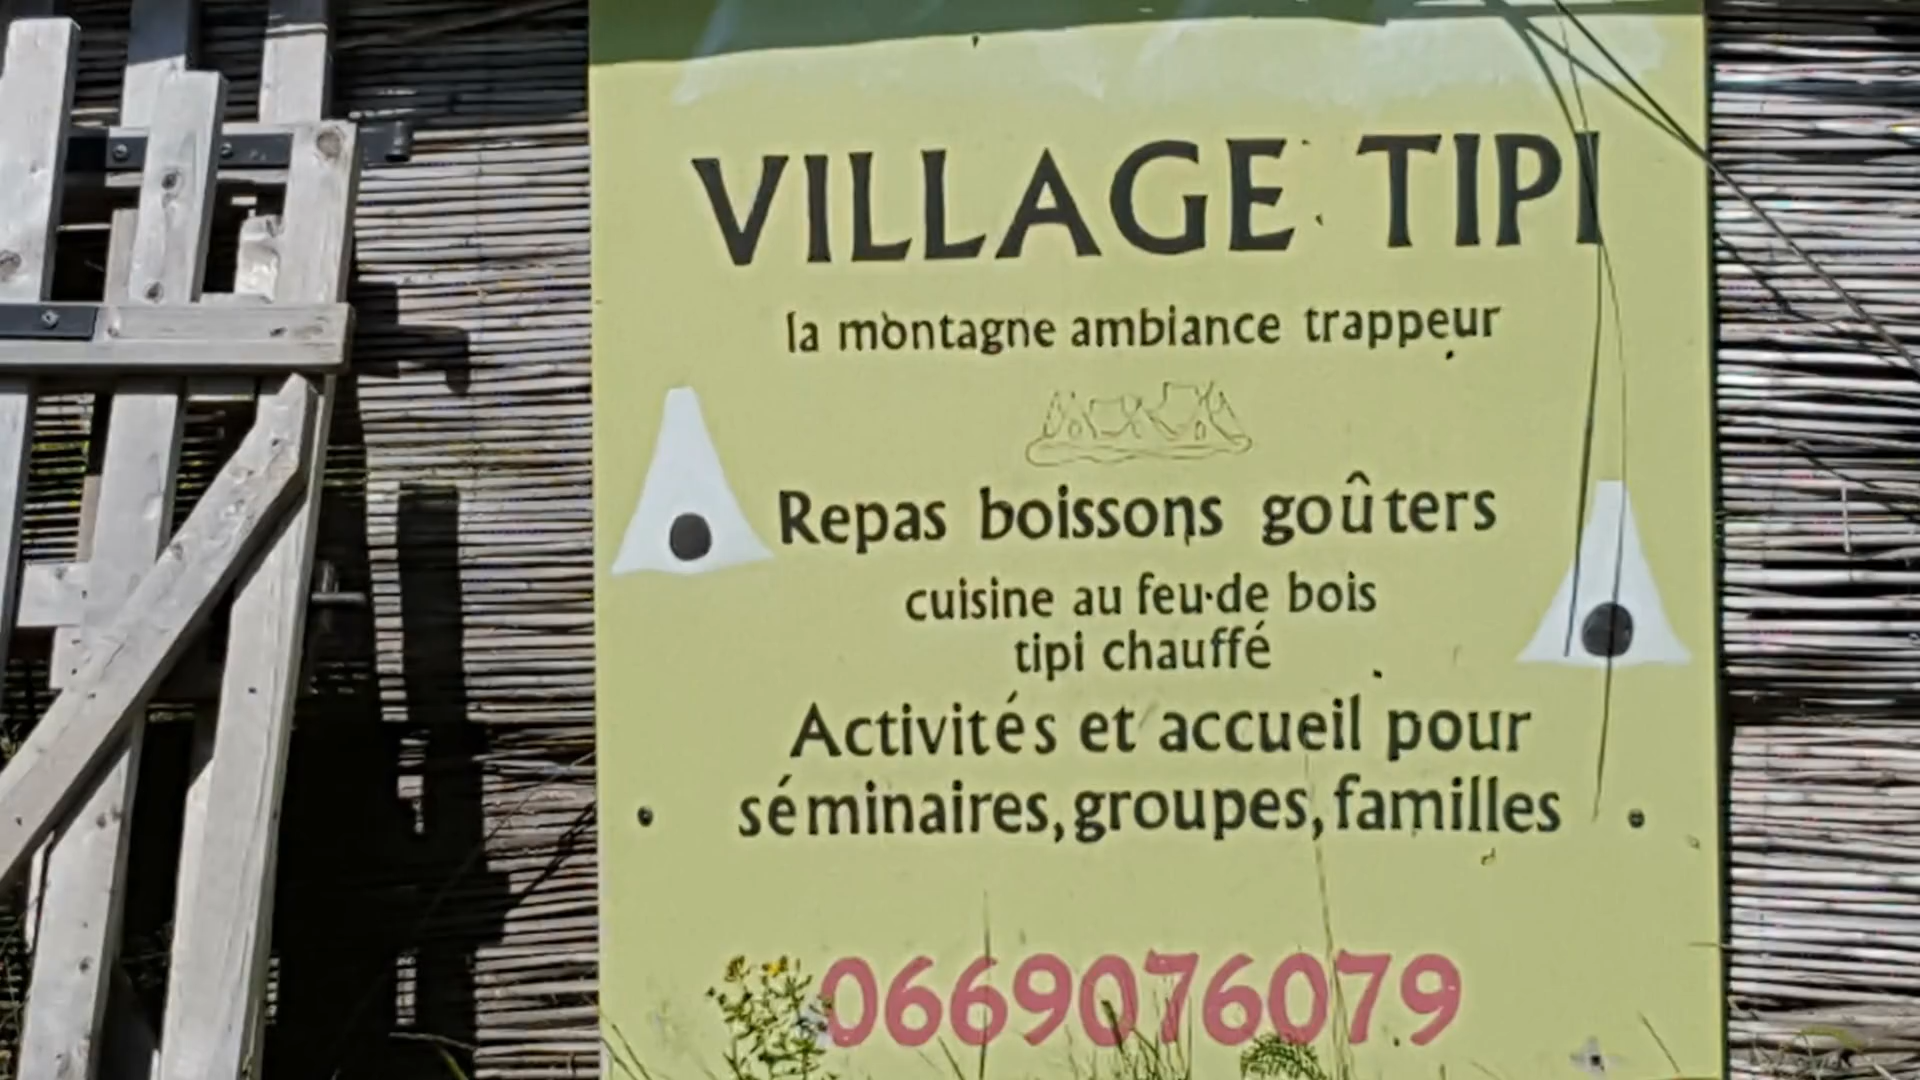 VILLAGE TIPI
la montagne ambiance trappeur
Repas boissons goûters
cuisine au feu de bois
tipi chauffé
Activités et accueil pour
séminaires, groupes, familles
0669076079